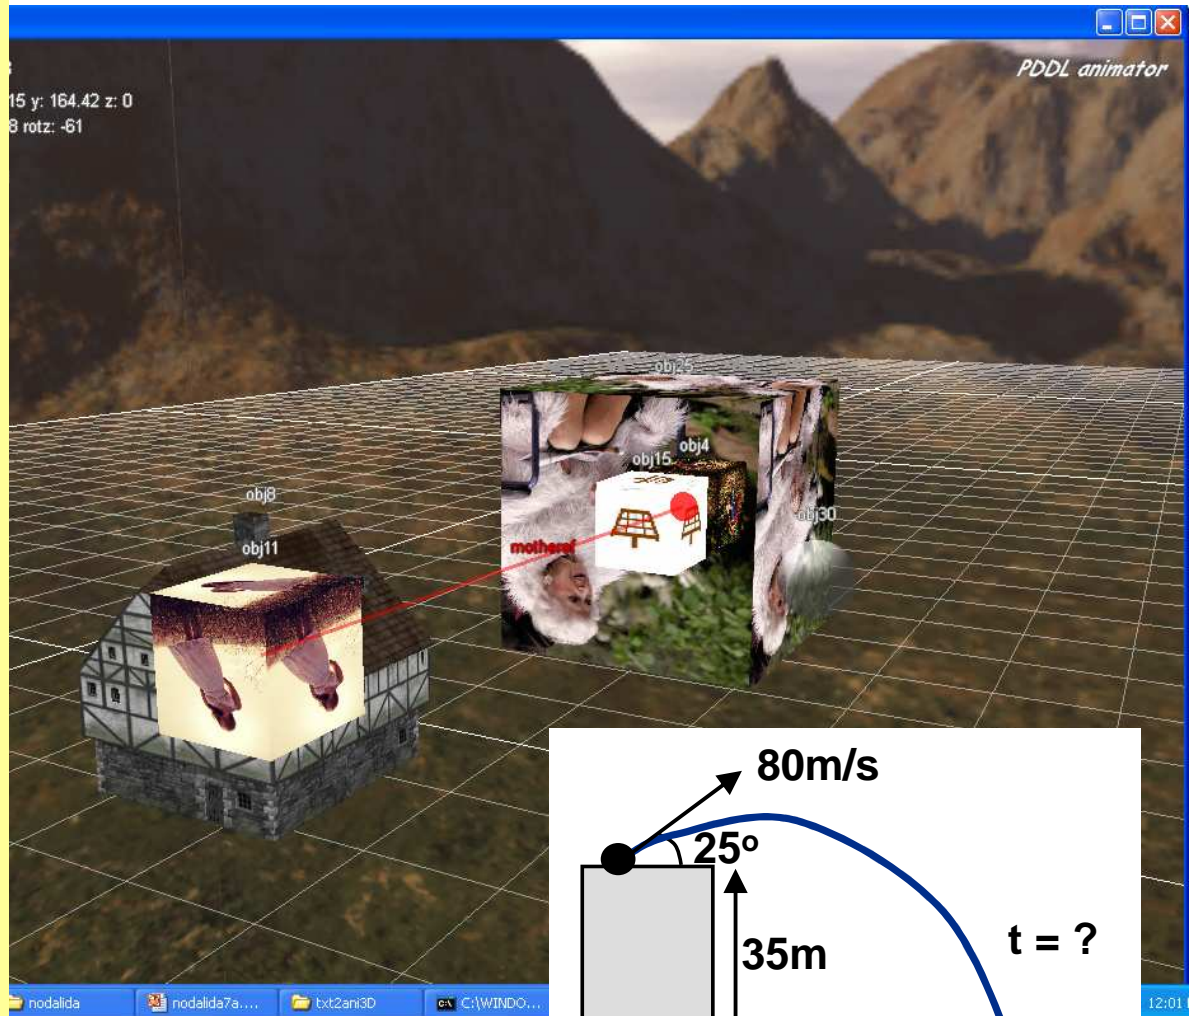 PDDL animator
15 y: 164.42 z: 0
8 rotz: -61
obj25
obj4
obj15
obj30
motheref
obj8
obj11
80m/s
25º
35m
t = ?
nodalida
nodalida7a....
txt2ani3D
C:\WINDO...
12:01